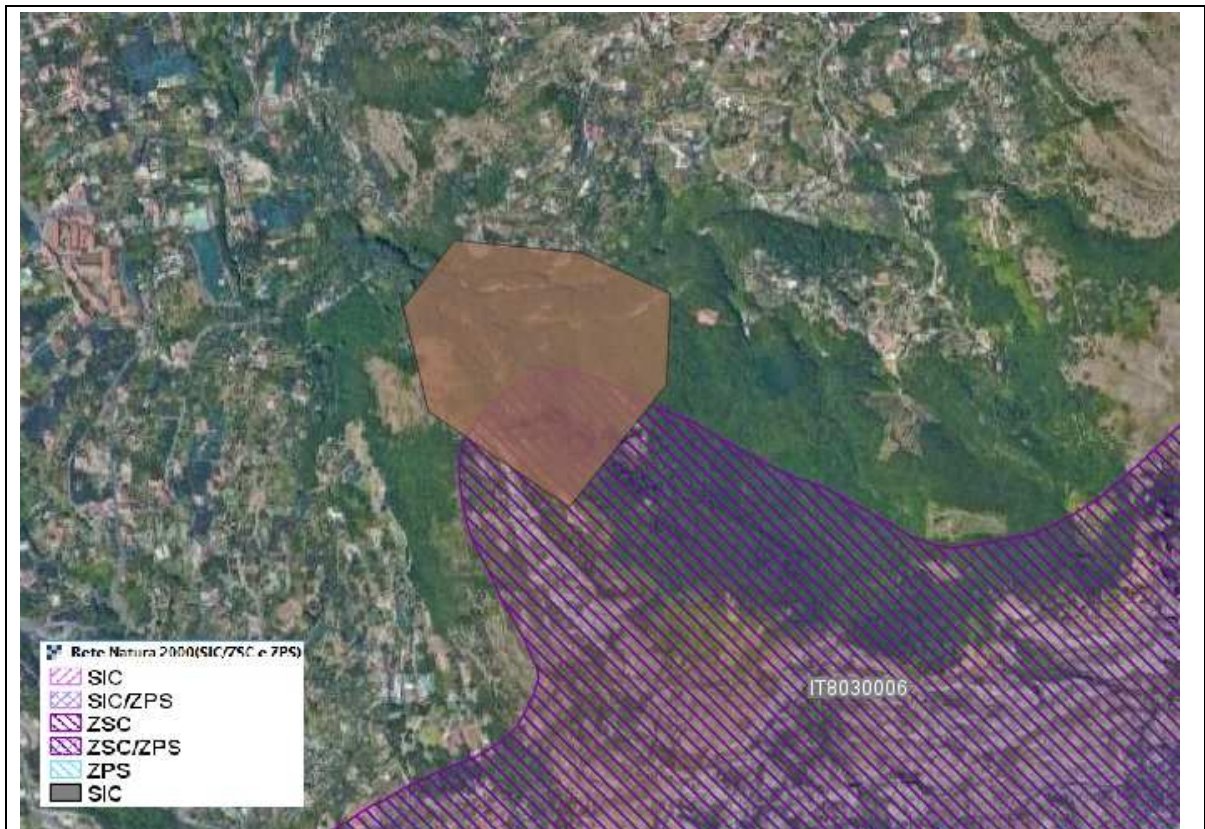 IT8030006
Rete Natura 2000(SIC/ZSC e ZPS)
SIC
SIC/ZPS
ZSC
ZSC/ZPS
ZPS
SIC